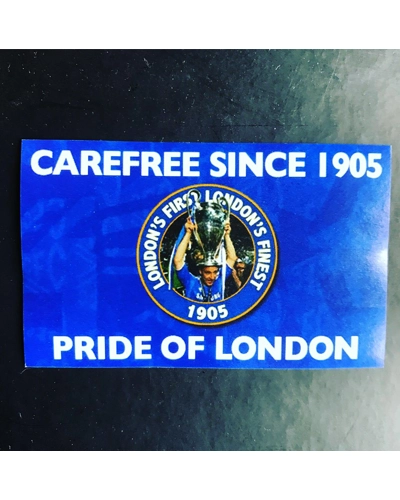 CAREFREE SINCE 1905
LONDON'S FIRST LONDON'S FINEST
1905
PRIDE OF LONDON